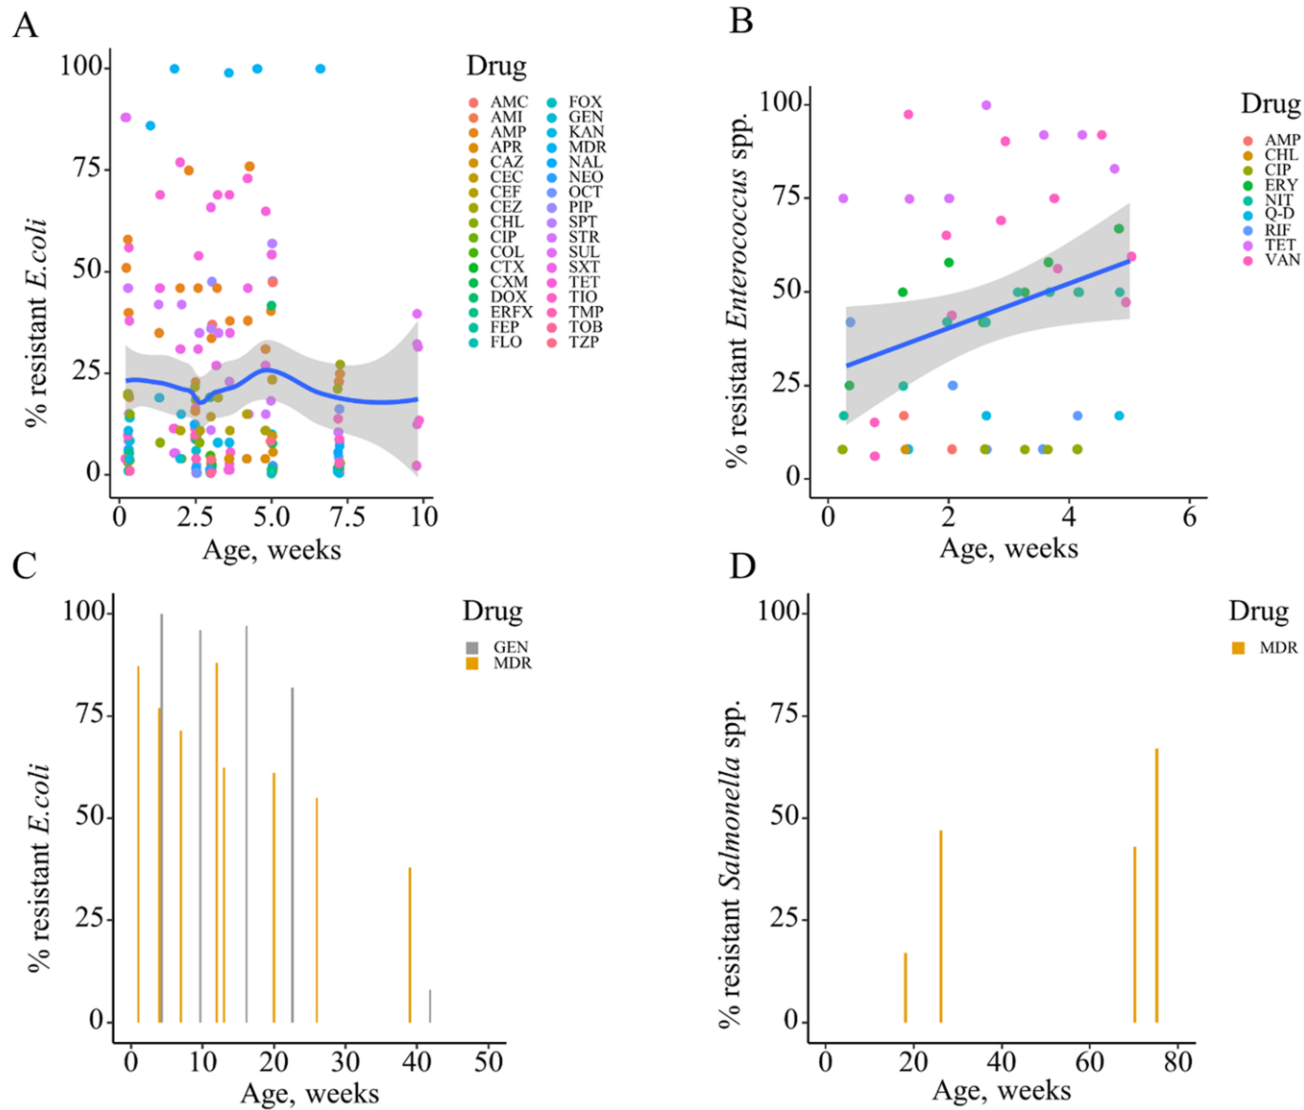 A
% resistant E.coli
100
75
50
25
0
0 2.5 5.0 7.5 10
Age, weeks
Drug
AMC FOX
AMI GEN
AMP KAN
APR MDR
CAZ NAL
CEC NEO
CEF OCT
CEZ PIP
CHL SPT
CIP STR
COL SUL
CTX SXT
CXM TET
DOX TIO
ERFX TMP
FEP TOB
FLO TZP
B
% resistant Enterococcus spp.
100
75
50
25
0
0 2 4 6
Age, weeks
Drug
AMP
CHL
CIP
ERY
NIT
Q-D
RIF
TET
VAN
C
% resistant E.coli
100
75
50
25
0
0 10 20 30 40 50
Age, weeks
Drug
GEN
MDR
D
% resistant Salmonella spp.
100
75
50
25
0
0 20 40 60 80
Age, weeks
Drug
MDR